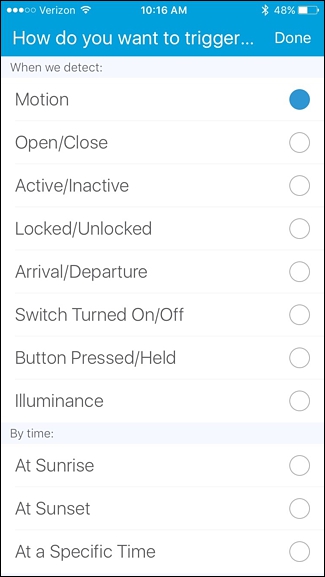 Verizon 10:16 AM 48%
How do you want to trigger... Done
When we detect:
Motion
Open/Close
Active/Inactive
Locked/Unlocked
Arrival/Departure
Switch Turned On/Off
Button Pressed/Held
Illuminance
By time:
At Sunrise
At Sunset
At a Specific Time